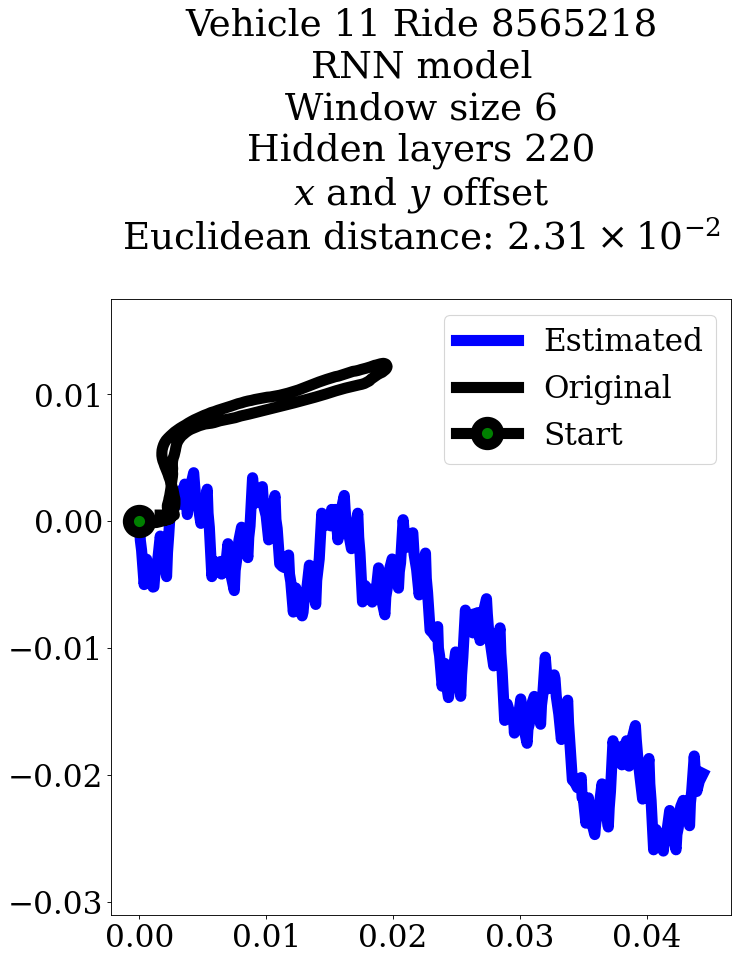 Vehicle 11 Ride 8565218
RNN model
Window size 6
Hidden layers 220
x and y offset
Euclidean distance: 2.31 × 10⁻²
Estimated
Original
Start
0.01
0.00
−0.01
−0.02
−0.03
0.00 0.01 0.02 0.03 0.04